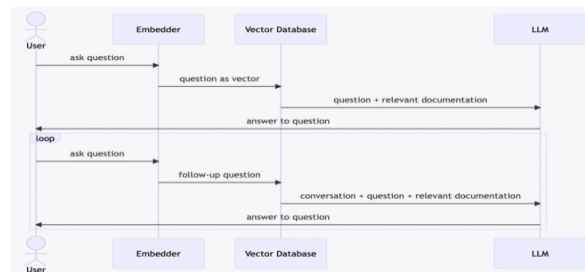 User
Embedder
Vector Database
LLM
ask question
question as vector
question + relevant documentation
answer to question
loop
ask question
follow-up question
conversation + question + relevant documentation
answer to question
User
Embedder
Vector Database
LLM